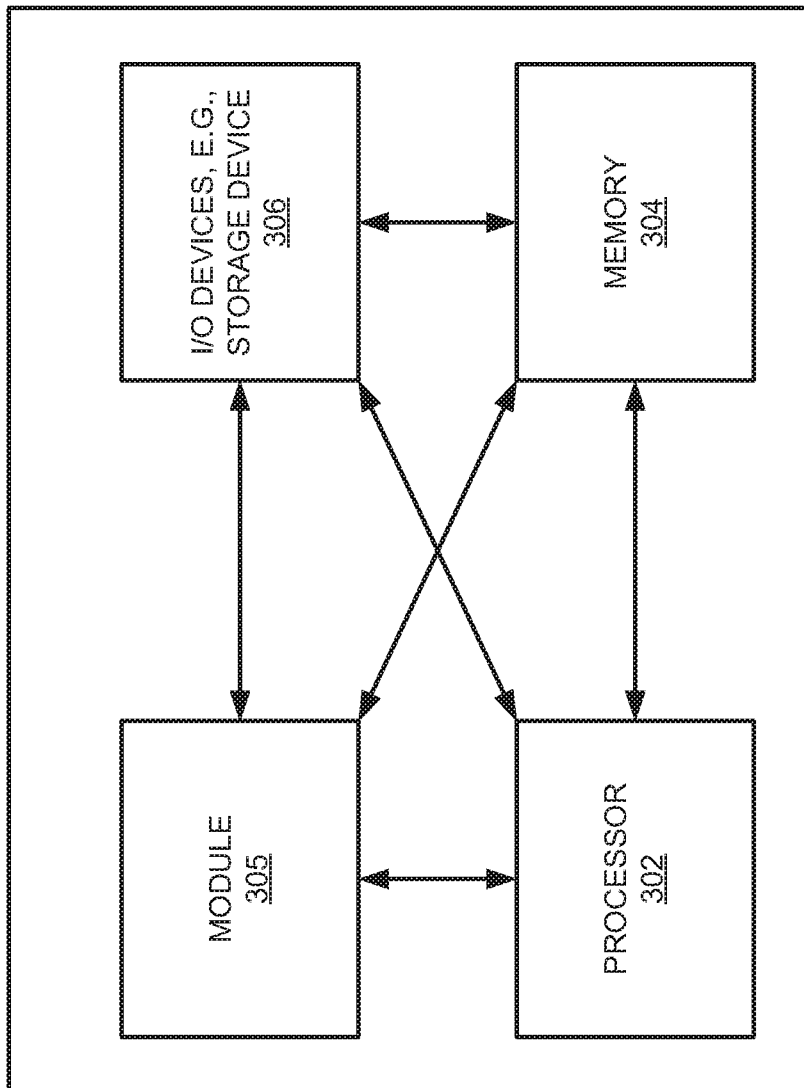 I/O DEVICES, E.G.,
STORAGE DEVICE
306
MEMORY
304
MODULE
305
PROCESSOR
302